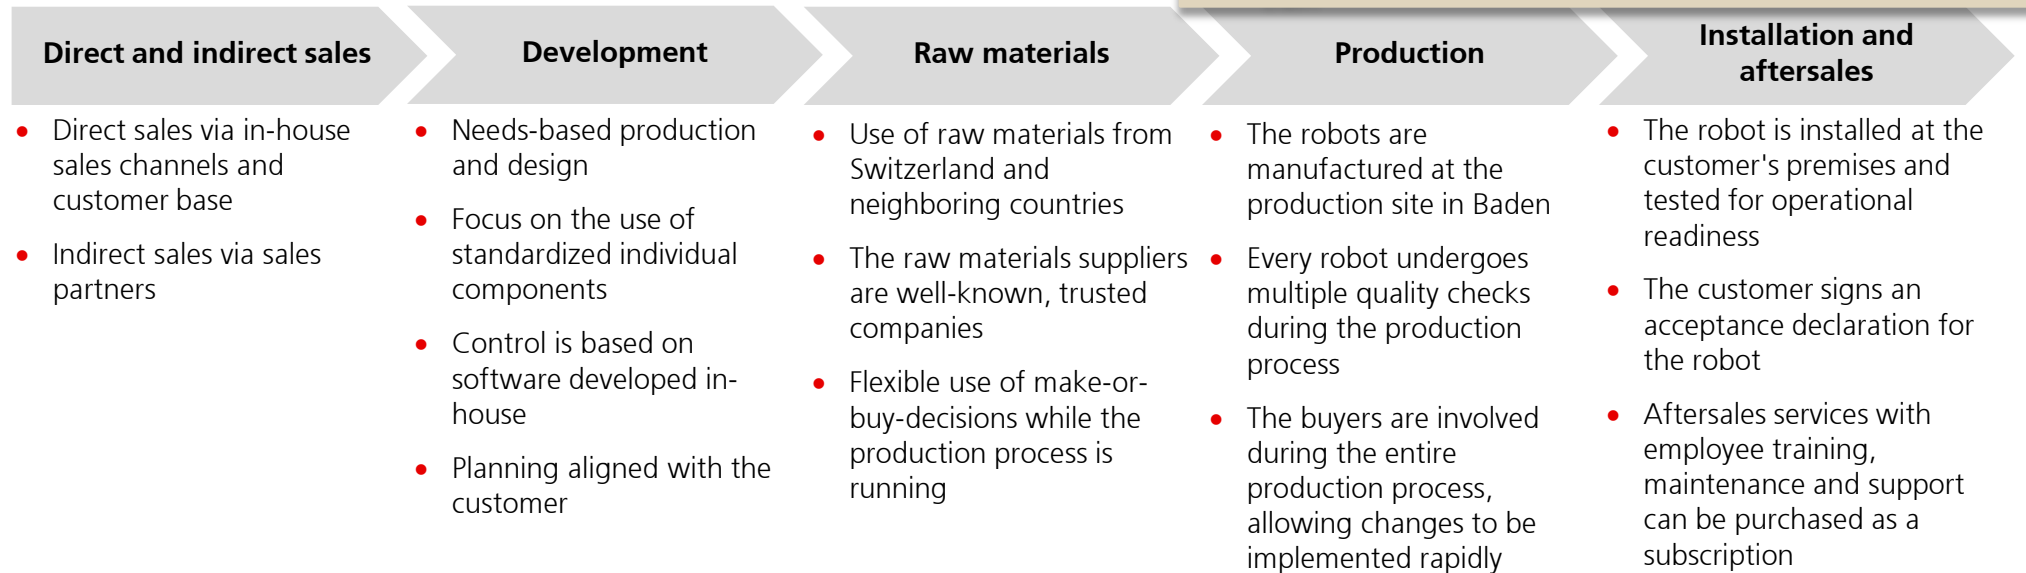 Direct and indirect sales
Direct sales via in-house
sales channels and
customer base
Indirect sales via sales
partners
Development
Needs-based production
and design
Focus on the use of
standardized individual
components
Control is based on
software developed in-
house
Planning aligned with the
customer
Raw materials
Use of raw materials from
Switzerland and
neighboring countries
The raw materials suppliers
are well-known, trusted
companies
Flexible use of make-or-
buy-decisions while the
production process is
running
Production
The robots are
manufactured at the
production site in Baden
Every robot undergoes
multiple quality checks
during the production
process
The buyers are involved
during the entire
production process,
allowing changes to be
implemented rapidly
Installation and
aftersales
The robot is installed at the
customer's premises and
tested for operational
readiness
The customer signs an
acceptance declaration for
the robot
Aftersales services with
employee training,
maintenance and support
can be purchased as a
subscription